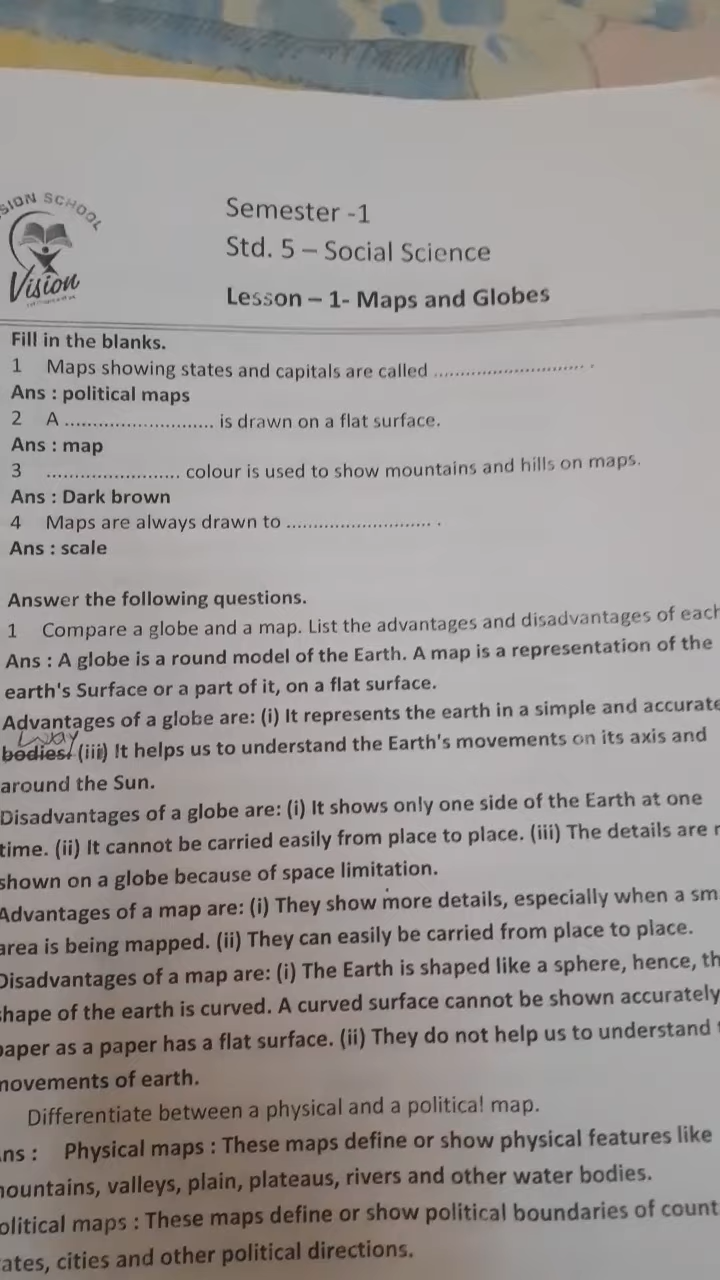 SION SCHOOL
Vision
Semester -1
Std. 5 – Social Science
Lesson – 1- Maps and Globes
Fill in the blanks.
1 Maps showing states and capitals are called ............................ .
Ans : political maps
2 A .......................... is drawn on a flat surface.
Ans : map
3 ........................ colour is used to show mountains and hills on maps.
Ans : Dark brown
4 Maps are always drawn to .......................... .
Ans : scale
Answer the following questions.
1 Compare a globe and a map. List the advantages and disadvantages of each
Ans : A globe is a round model of the Earth. A map is a representation of the
earth's Surface or a part of it, on a flat surface.
Advantages of a globe are: (i) It represents the earth in a simple and accurate
way
bodies. (iii) It helps us to understand the Earth's movements on its axis and
around the Sun.
Disadvantages of a globe are: (i) It shows only one side of the Earth at one
time. (ii) It cannot be carried easily from place to place. (iii) The details are
shown on a globe because of space limitation.
Advantages of a map are: (i) They show more details, especially when a sm
area is being mapped. (ii) They can easily be carried from place to place.
Disadvantages of a map are: (i) The Earth is shaped like a sphere, hence, th
shape of the earth is curved. A curved surface cannot be shown accurately
paper as a paper has a flat surface. (ii) They do not help us to understand
movements of earth.
Differentiate between a physical and a political map.
ns : Physical maps : These maps define or show physical features like
mountains, valleys, plain, plateaus, rivers and other water bodies.
olitical maps : These maps define or show political boundaries of count
ates, cities and other political directions.